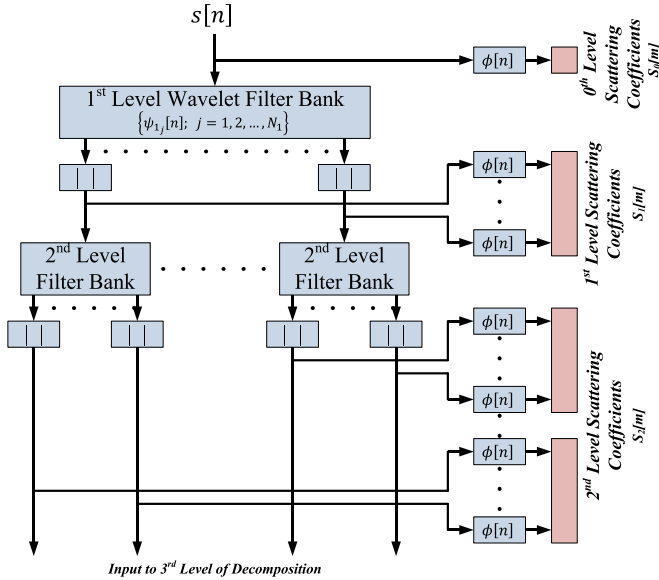 s[n]
ϕ[n]
0th Level
Scattering
Coefficients
S0[m]
1st Level Wavelet Filter Bank
{ψ1j[n]; j = 1, 2, …, N1}
| |
| |
ϕ[n]
ϕ[n]
1st Level Scattering
Coefficients
S1[m]
2nd Level
Filter Bank
2nd Level
Filter Bank
| |
| |
| |
| |
ϕ[n]
ϕ[n]
ϕ[n]
ϕ[n]
2nd Level Scattering
Coefficients
S2[m]
Input to 3rd Level of Decomposition